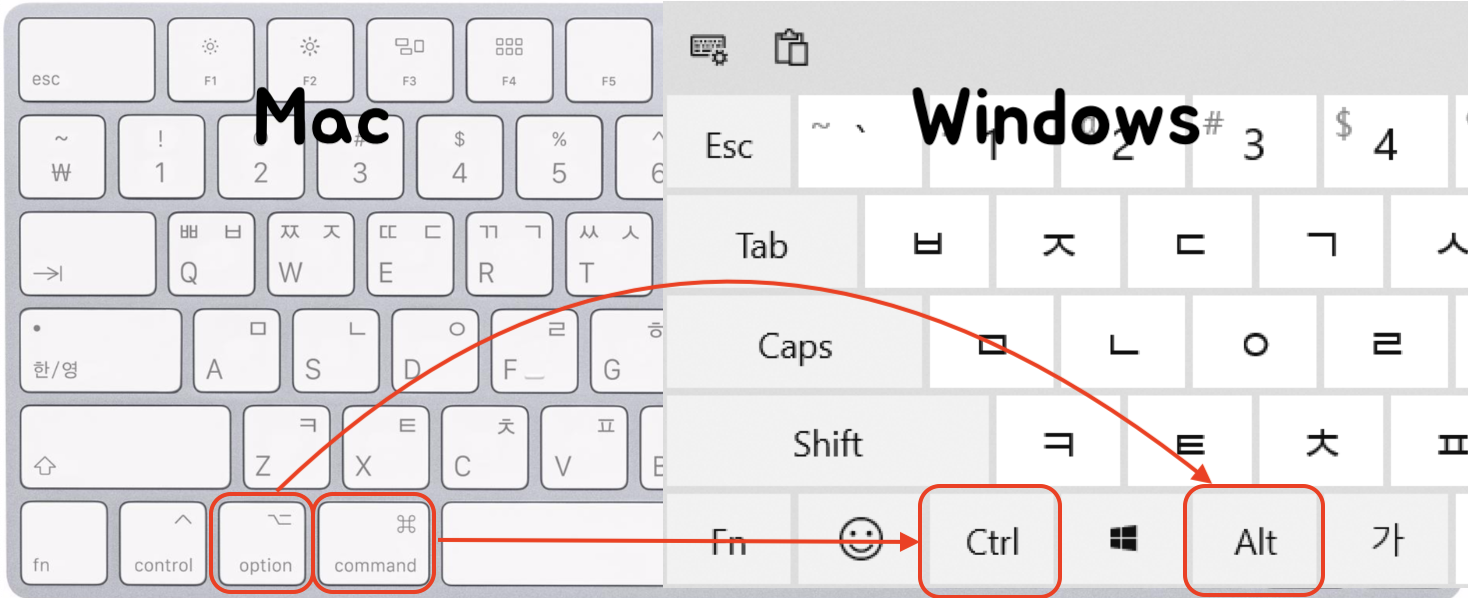 Mac
esc F1 F2 F3 F4 F5
~ ! # $ % ^
₩ 1 2 3 4 5 6
ㅃ ㅂ ㅉ ㅈ ㄸ ㄷ ㄲ ㄱ ㅆ ㅅ
Q W E R T
ㅁ ㄴ ㅇ ㄹ ㅎ
한/영 A S D F G
ㅋ ㅌ ㅊ ㅍ
Z X C V
fn control option command
Windows
Esc ~ ` 1 2 # 3 $ 4
Tab ㅂ ㅈ ㄷ ㄱ ㅅ
Caps ㅁ ㄴ ㅇ ㄹ
Shift ㅋ ㅌ ㅊ ㅍ
Fn Ctrl Alt 가